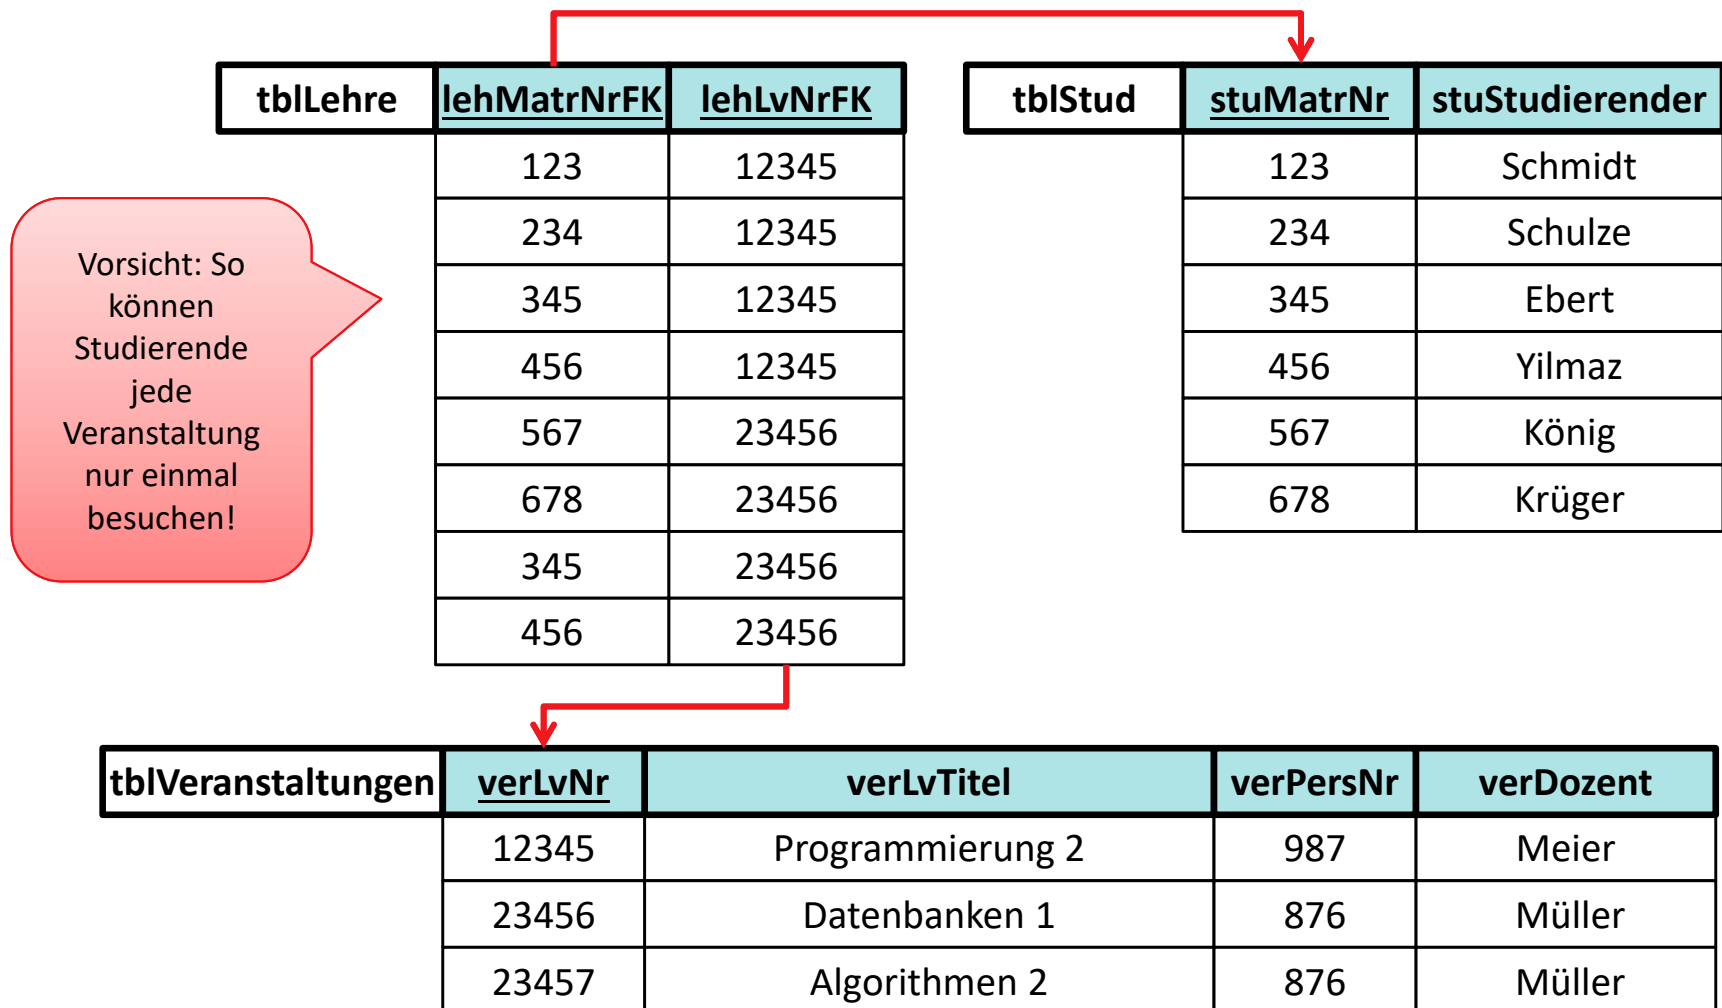 tblLehre lehMatrNrFK lehLvNrFK
123 12345
234 12345
345 12345
456 12345
567 23456
678 23456
345 23456
456 23456
tblStud stuMatrNr stuStudierender
123 Schmidt
234 Schulze
345 Ebert
456 Yilmaz
567 König
678 Krüger
Vorsicht: So
können
Studierende
jede
Veranstaltung
nur einmal
besuchen!
tblVeranstaltungen verLvNr verLvTitel verPersNr verDozent
12345 Programmierung 2 987 Meier
23456 Datenbanken 1 876 Müller
23457 Algorithmen 2 876 Müller